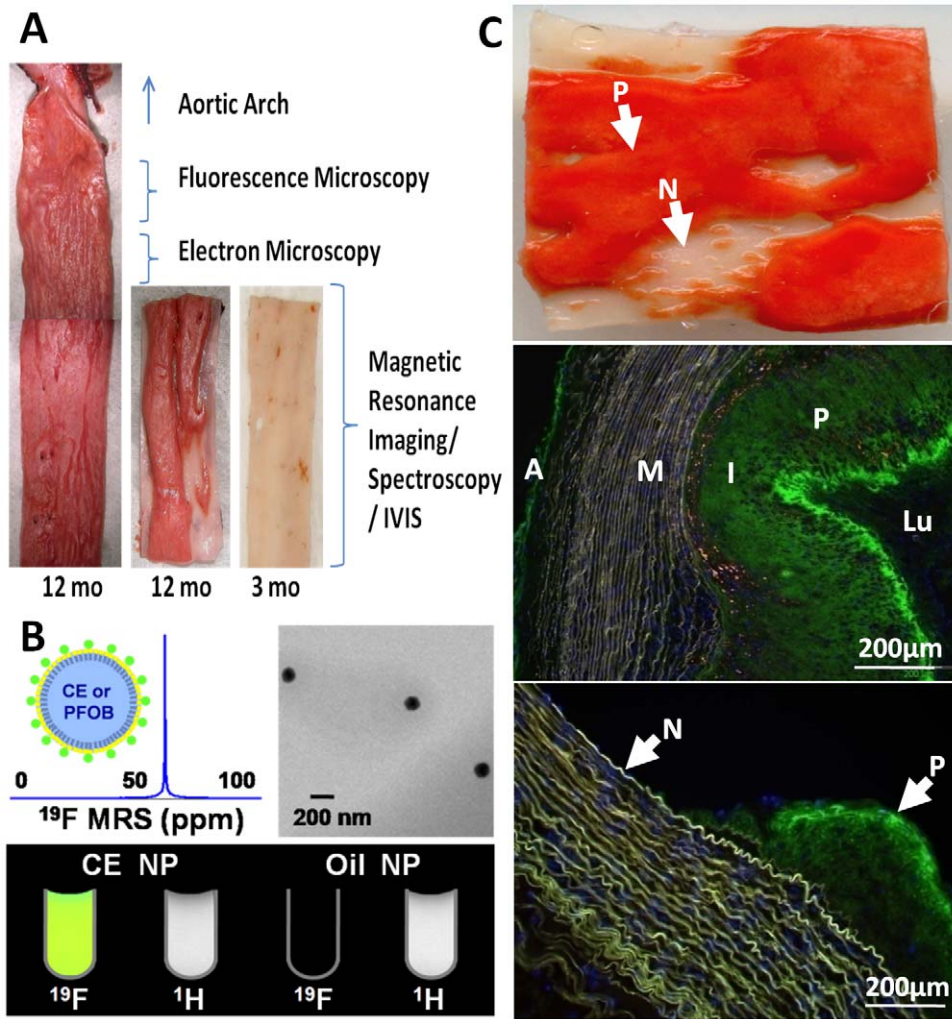 A
Aortic Arch
Fluorescence Microscopy
Electron Microscopy
Magnetic
Resonance
Imaging/
Spectroscopy
/ IVIS
12 mo
12 mo
3 mo
B
CE or
PFOB
0
50
100
¹⁹F MRS (ppm)
200 nm
CE NP
Oil NP
¹⁹F
¹H
¹⁹F
¹H
C
P
N
A
M
I
P
Lu
200μm
N
P
200μm